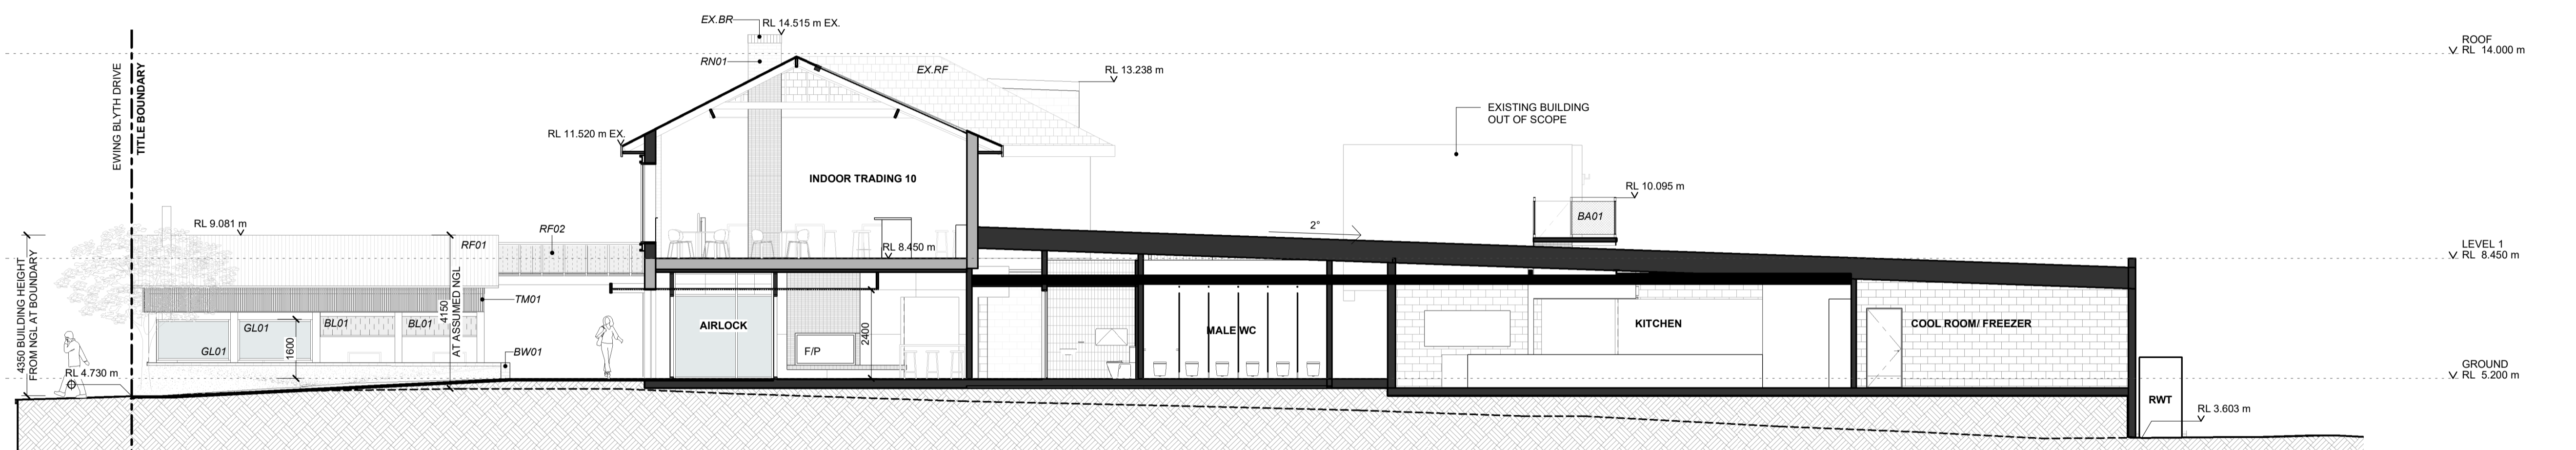 EX.BR
RL 14.515 m EX.
ROOF
RL 14.000 m
RN01
EX.RF
RL 13.238 m
EWING BLYTH DRIVE
TITLE BOUNDARY
EXISTING BUILDING
OUT OF SCOPE
RL 11.520 m EX.
INDOOR TRADING 10
RL 10.095 m
BA01
RL 9.081 m
RF02
RF01
2°
RL 8.450 m
LEVEL 1
RL 8.450 m
4350 BUILDING HEIGHT
FROM NGL AT BOUNDARY
4150
AT ASSUMED NGL
TM01
GL01
BL01
BL01
GL01
1600
AIRLOCK
2400
F/P
MALE WC
KITCHEN
COOL ROOM/ FREEZER
BW01
RL 4.730 m
GROUND
RL 5.200 m
RWT
RL 3.603 m